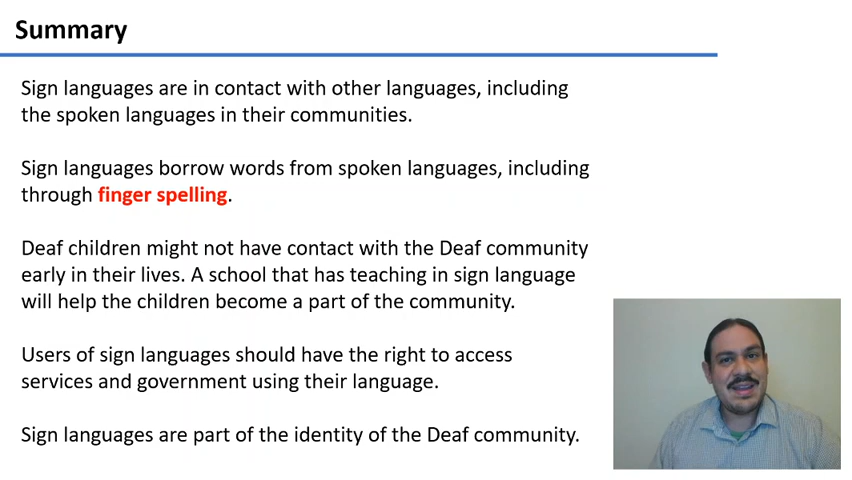 Summary
Sign languages are in contact with other languages, including
the spoken languages in their communities.
Sign languages borrow words from spoken languages, including
through finger spelling.
Deaf children might not have contact with the Deaf community
early in their lives. A school that has teaching in sign language
will help the children become a part of the community.
Users of sign languages should have the right to access
services and government using their language.
Sign languages are part of the identity of the Deaf community.